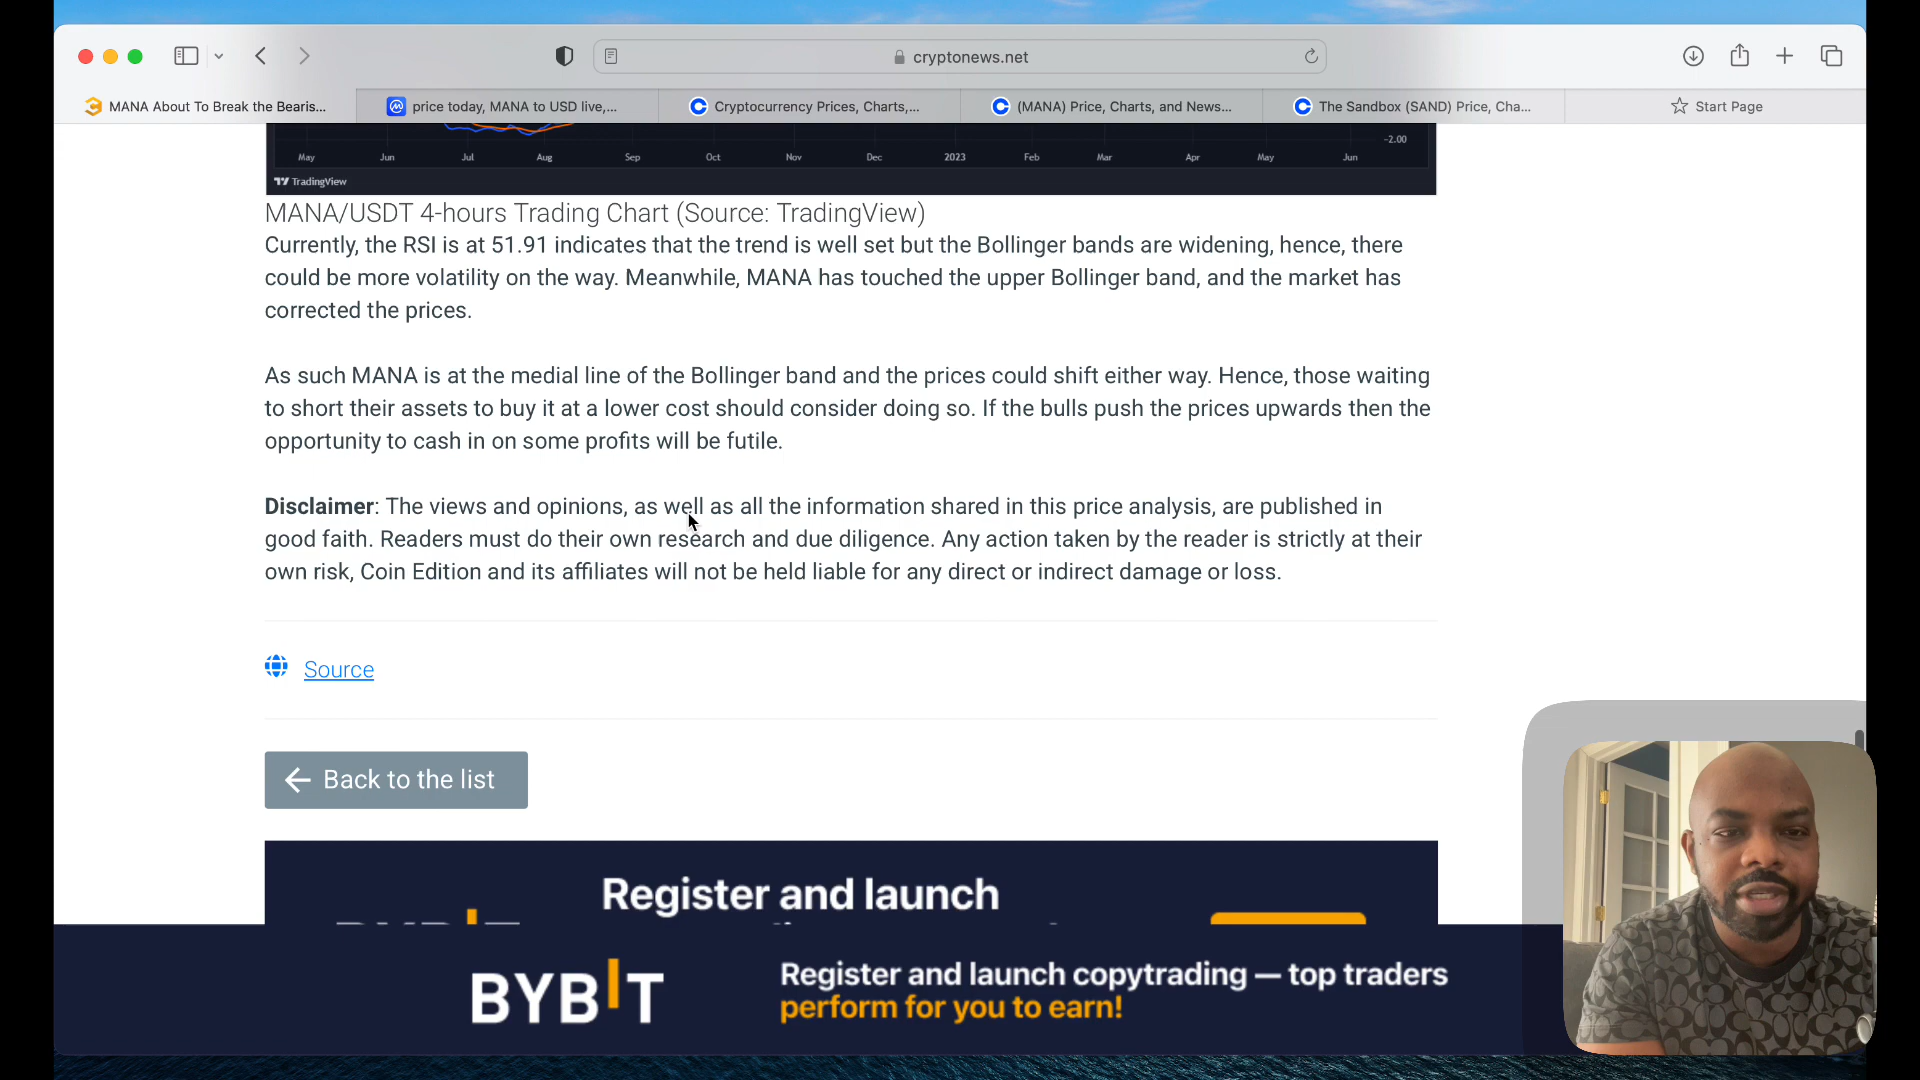 cryptonews.net
MANA About To Break the Bearis...
price today, MANA to USD live,...
Cryptocurrency Prices, Charts,...
(MANA) Price, Charts, and News...
The Sandbox (SAND) Price, Cha...
Start Page
-2.00
May Jun Jul Aug Sep Oct Nov Dec 2023 Feb Mar Apr May Jun
TradingView
MANA/USDT 4-hours Trading Chart (Source: TradingView)
Currently, the RSI is at 51.91 indicates that the trend is well set but the Bollinger bands are widening, hence, there
could be more volatility on the way. Meanwhile, MANA has touched the upper Bollinger band, and the market has
corrected the prices.
As such MANA is at the medial line of the Bollinger band and the prices could shift either way. Hence, those waiting
to short their assets to buy it at a lower cost should consider doing so. If the bulls push the prices upwards then the
opportunity to cash in on some profits will be futile.
Disclaimer: The views and opinions, as well as all the information shared in this price analysis, are published in
good faith. Readers must do their own research and due diligence. Any action taken by the reader is strictly at their
own risk, Coin Edition and its affiliates will not be held liable for any direct or indirect damage or loss.
Source
Back to the list
Register and launch
BYBIT
Register and launch copytrading — top traders
perform for you to earn!